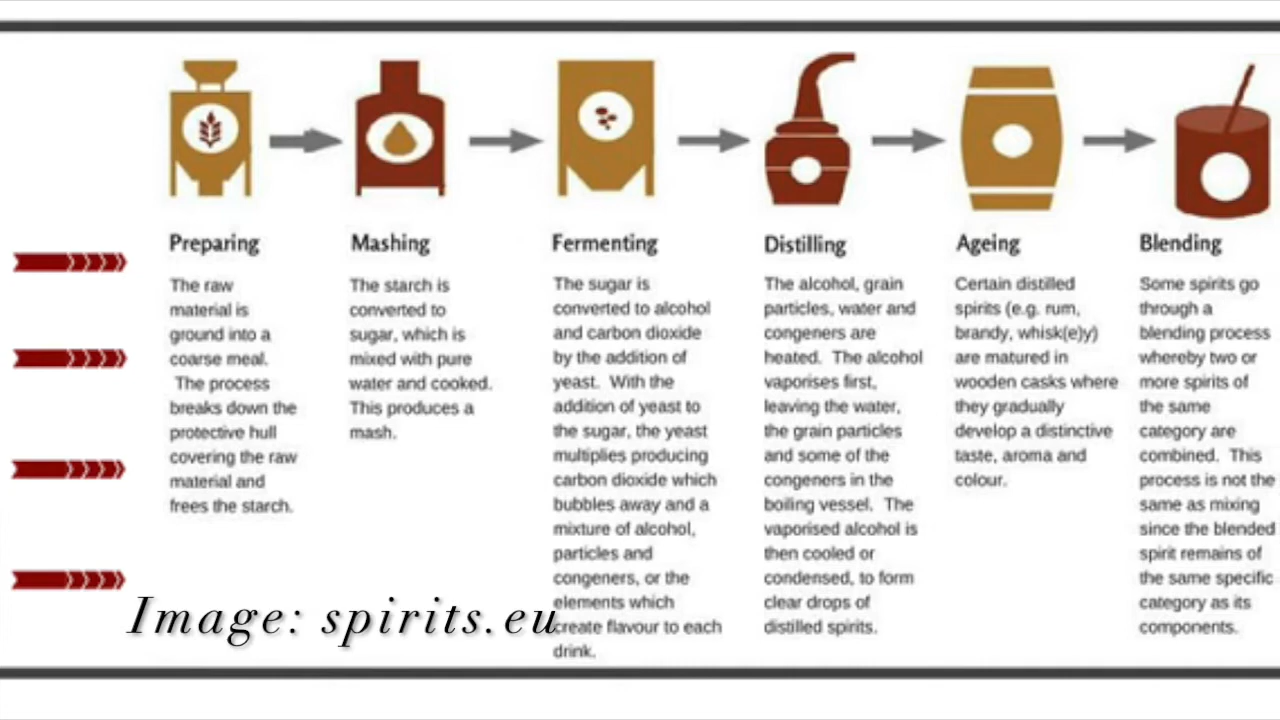 Preparing
The raw
material is
ground into a
coarse meal.
The process
breaks down the
protective hull
covering the raw
material and
frees the starch.
Mashing
The starch is
converted to
sugar, which is
mixed with pure
water and cooked.
This produces a
mash.
Fermenting
The sugar is
converted to alcohol
and carbon dioxide
by the addition of
yeast. With the
addition of yeast to
the sugar, the yeast
multiplies producing
carbon dioxide which
bubbles away and a
mixture of alcohol,
particles and
congeners, or the
elements which
create flavour to each
drink.
Distilling
The alcohol, grain
particles, water and
congeners are
heated. The alcohol
vaporises first,
leaving the water,
the grain particles
and some of the
congeners in the
boiling vessel. The
vaporised alcohol is
then cooled or
condensed, to form
clear drops of
distilled spirits.
Ageing
Certain distilled
spirits (e.g. rum,
brandy, whisk(e)y)
are matured in
wooden casks where
they gradually
develop a distinctive
taste, aroma and
colour.
Blending
Some spirits go
through a
blending process
whereby two or
more spirits of
the same
category are
combined. This
process is not the
same as mixing
since the blended
spirit remains of
the same specific
category as its
components.
Image: spirits.eu